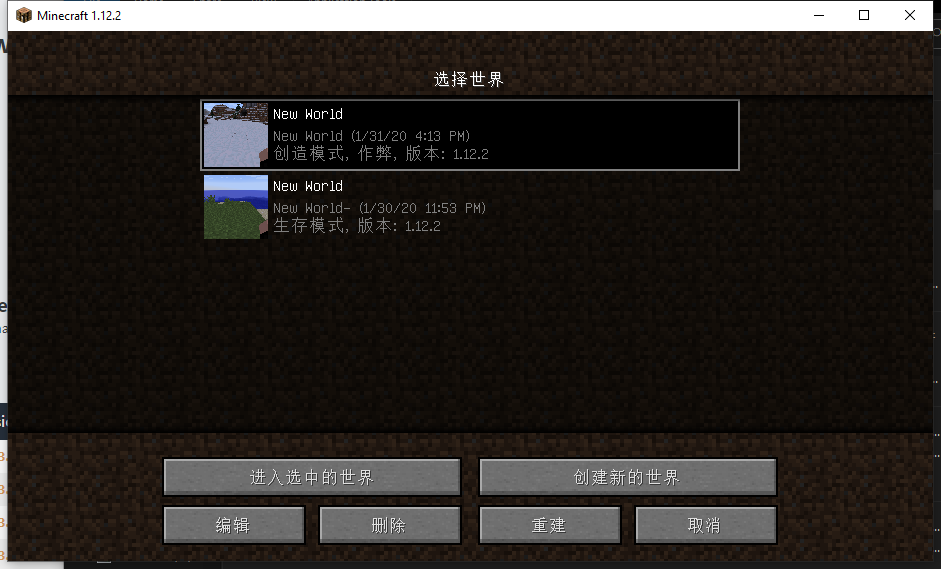 Minecraft 1.12.2
选择世界
New World
New World (1/31/20 4:13 PM)
创造模式, 作弊, 版本: 1.12.2
New World
New World- (1/30/20 11:53 PM)
生存模式, 版本: 1.12.2
进入选中的世界 创建新的世界
编辑 删除 重建 取消